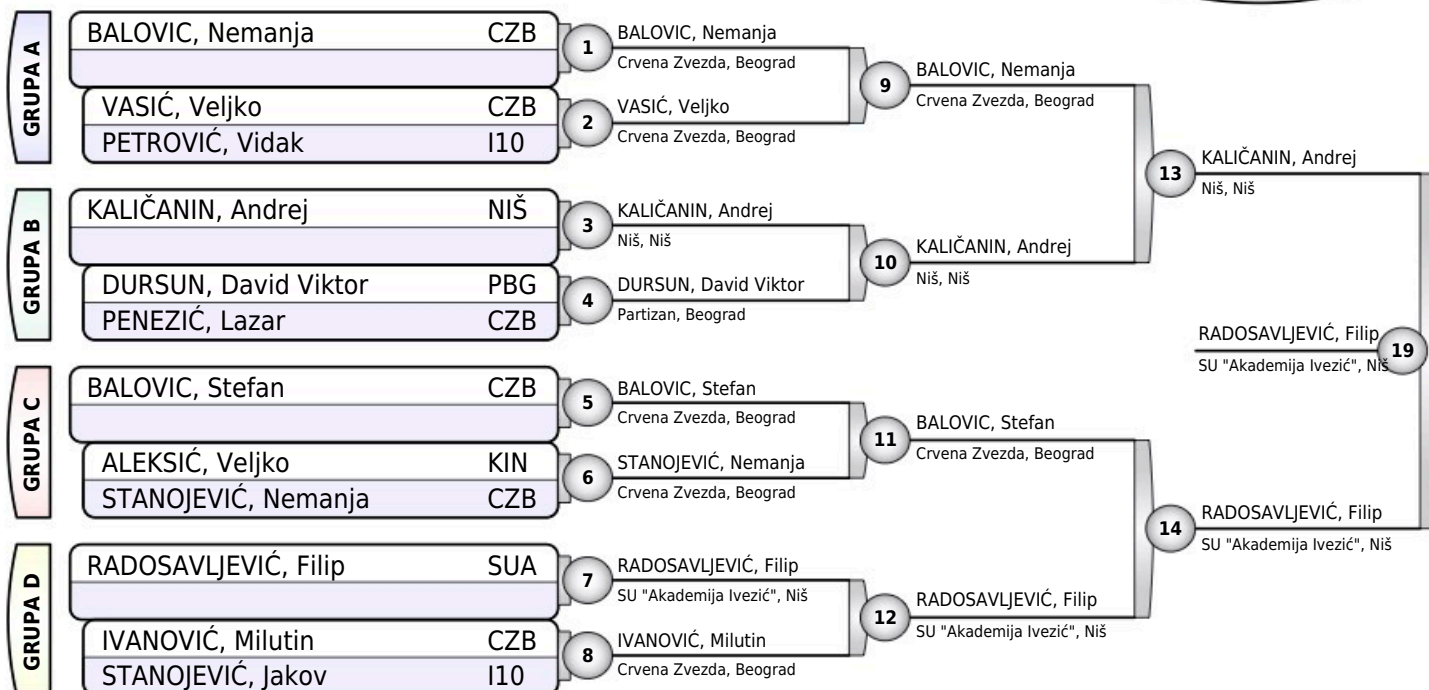 GRUPA A
BALOVIC, Nemanja CZB
VASIĆ, Veljko CZB
PETROVIĆ, Vidak I10
GRUPA B
KALIČANIN, Andrej NIŠ
DURSUN, David Viktor PBG
PENEZIĆ, Lazar CZB
GRUPA C
BALOVIC, Stefan CZB
ALEKSIĆ, Veljko KIN
STANOJEVIĆ, Nemanja CZB
GRUPA D
RADOSAVLJEVIĆ, Filip SUA
IVANOVIĆ, Milutin CZB
STANOJEVIĆ, Jakov I10
1 BALOVIC, Nemanja
Crvena Zvezda, Beograd
2 VASIĆ, Veljko
Crvena Zvezda, Beograd
3 KALIČANIN, Andrej
Niš, Niš
4 DURSUN, David Viktor
Partizan, Beograd
5 BALOVIC, Stefan
Crvena Zvezda, Beograd
6 STANOJEVIĆ, Nemanja
Crvena Zvezda, Beograd
7 RADOSAVLJEVIĆ, Filip
SU "Akademija Ivezić", Niš
8 IVANOVIĆ, Milutin
Crvena Zvezda, Beograd
9 BALOVIC, Nemanja
Crvena Zvezda, Beograd
10 KALIČANIN, Andrej
Niš, Niš
11 BALOVIC, Stefan
Crvena Zvezda, Beograd
12 RADOSAVLJEVIĆ, Filip
SU "Akademija Ivezić", Niš
13 KALIČANIN, Andrej
Niš, Niš
14 RADOSAVLJEVIĆ, Filip
SU "Akademija Ivezić", Niš
RADOSAVLJEVIĆ, Filip 19
SU "Akademija Ivezić", Niš